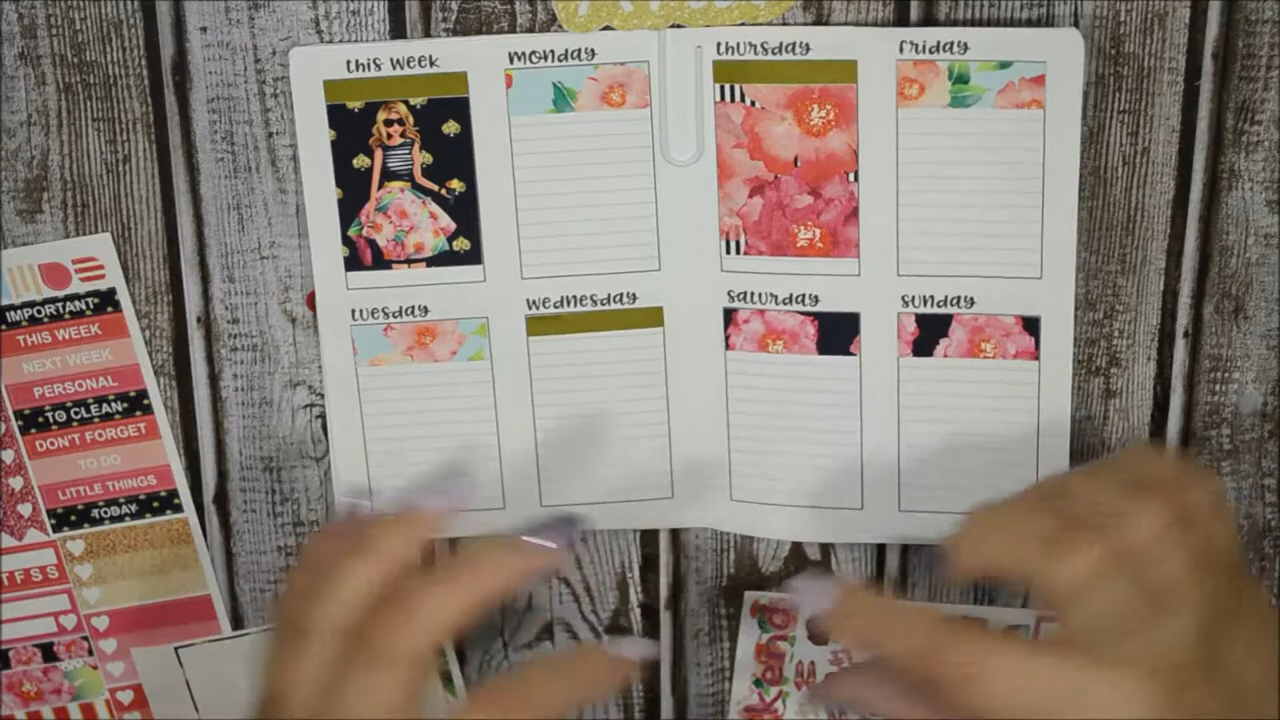 this week
monday
thursday
friday
tuesday
wednesday
saturday
sunday
IMPORTANT
THIS WEEK
NEXT WEEK
PERSONAL
TO CLEAN
DON'T FORGET
TO DO
LITTLE THINGS
TODAY
T F S S